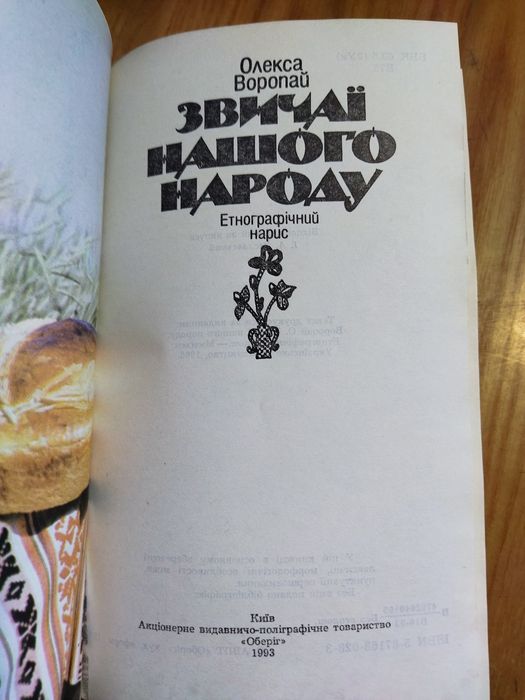 Олекса
Воропай
ЗВИЧАЇ
НАШОГО
НАРОДУ
Етнографічний
нарис
Київ
Акціонерне видавничо-поліграфічне товариство
«Оберіг»
1993